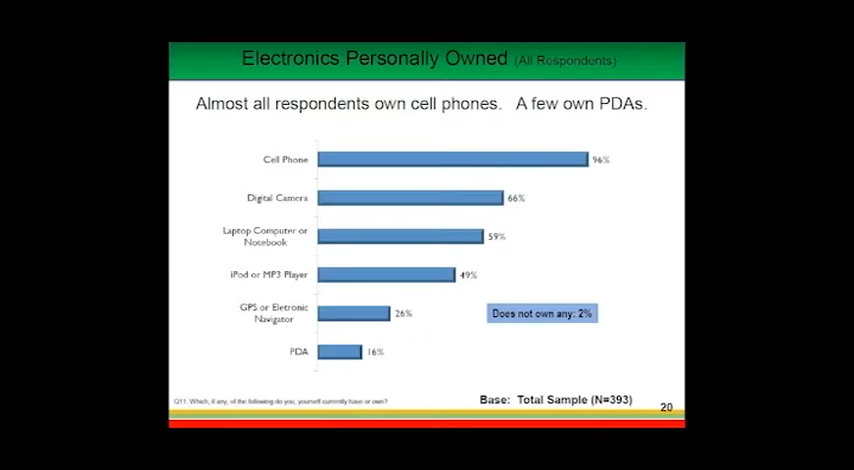 Electronics Personally Owned (All Respondents)
Almost all respondents own cell phones. A few own PDAs.
Cell Phone 96%
Digital Camera 66%
Laptop Computer or
Notebook 59%
iPod or MP3 Player 49%
GPS or Eletronic
Navigator 26%
Does not own any: 2%
PDA 16%
Q11. Which, if any, of the following do you, yourself currently have or own?
Base: Total Sample (N=393)
20